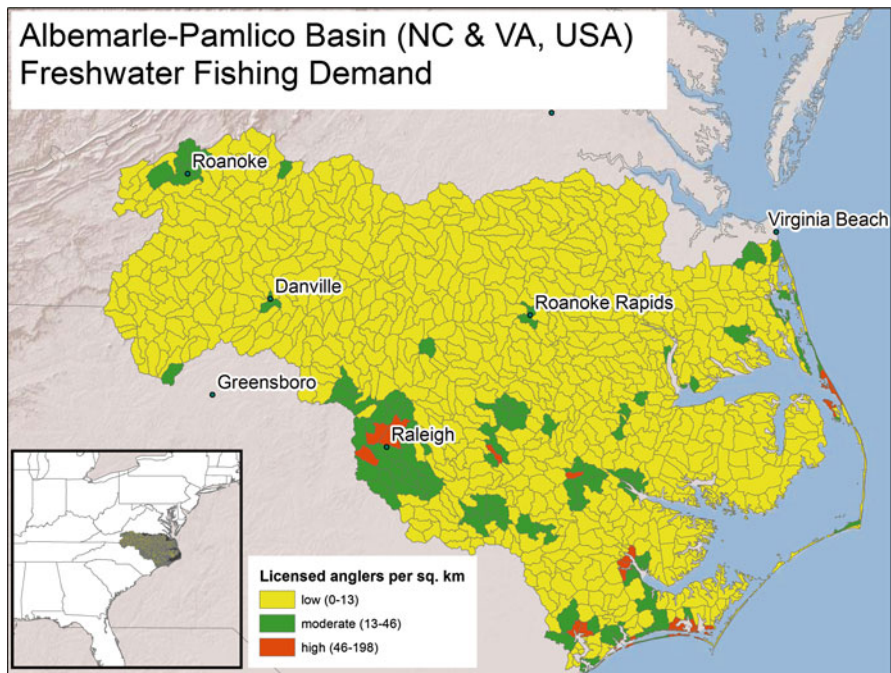 Albemarle-Pamlico Basin (NC & VA, USA)
Freshwater Fishing Demand
Roanoke
Virginia Beach
Danville
Roanoke Rapids
Greensboro
Raleigh
Licensed anglers per sq. km
low (0-13)
moderate (13-46)
high (46-198)